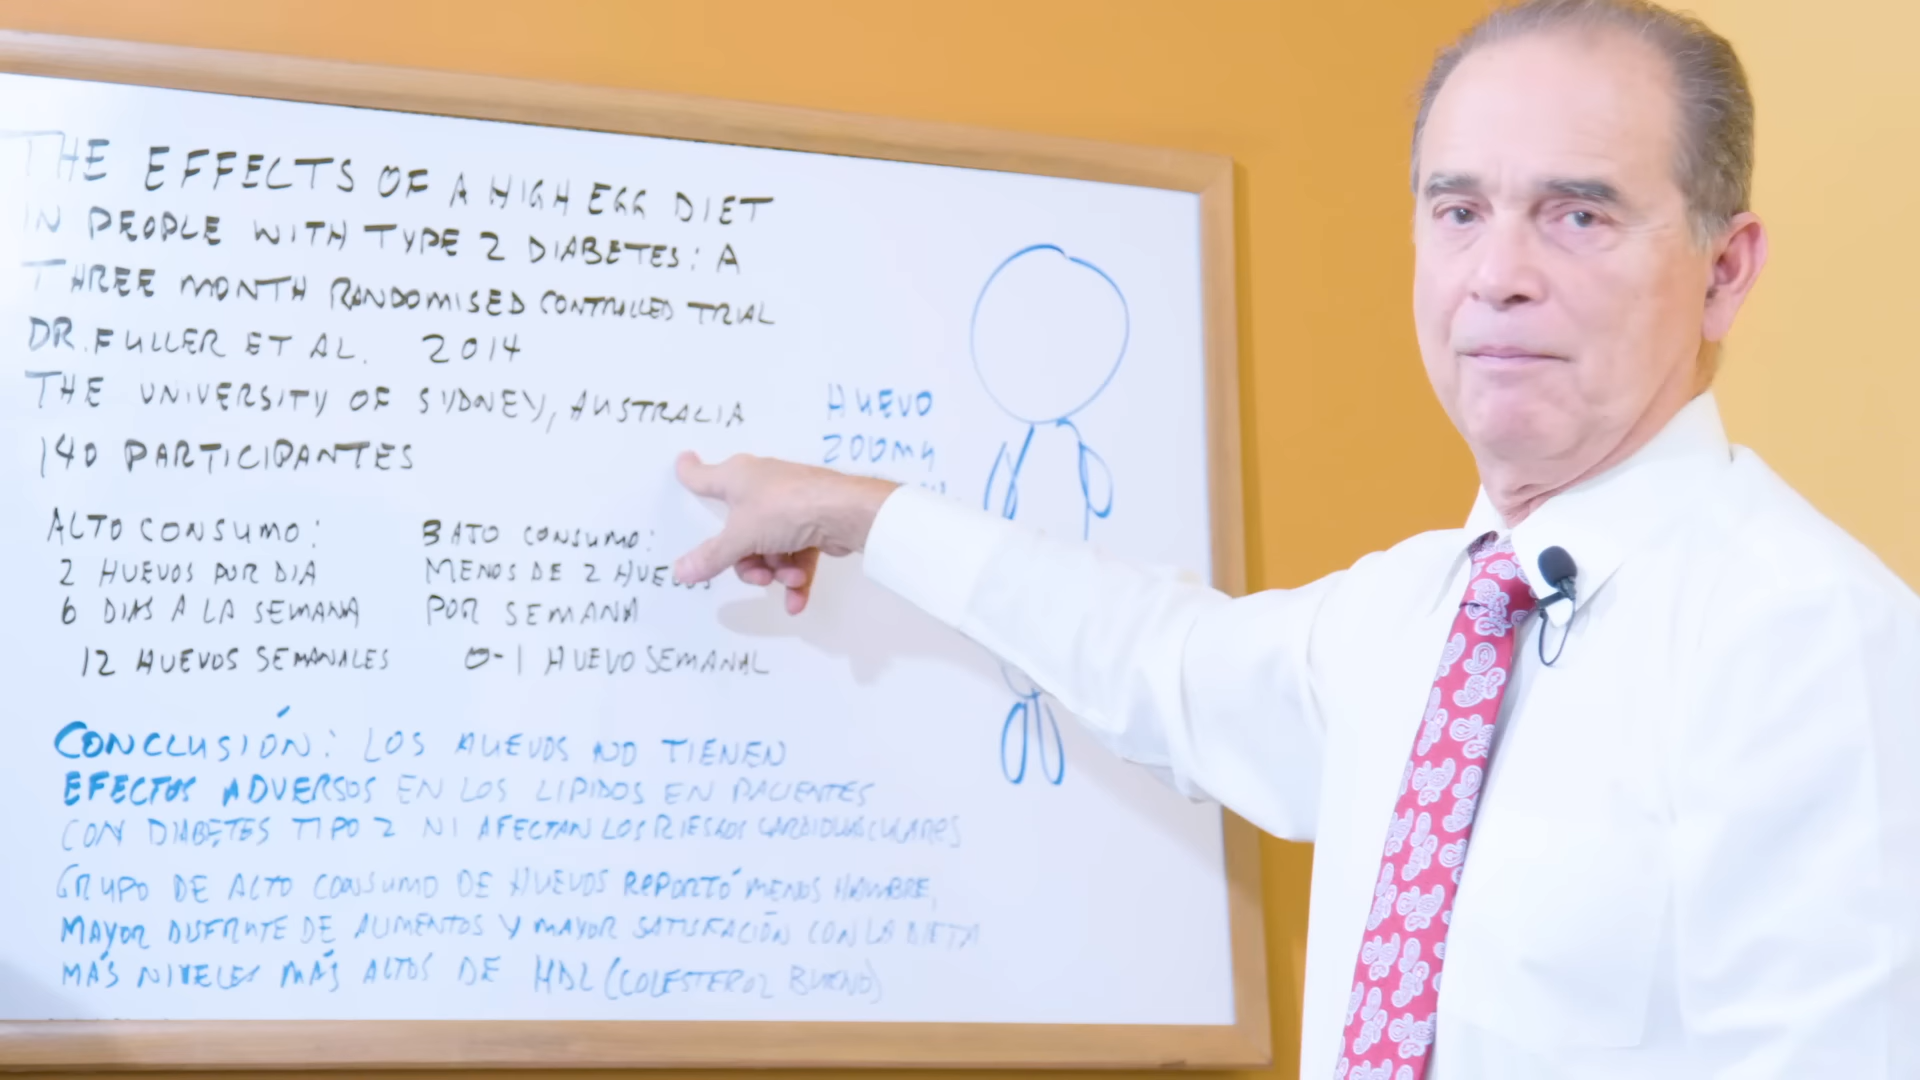 THE EFFECTS OF A HIGH EGG DIET
IN PEOPLE WITH TYPE 2 DIABETES: A
THREE MONTH RANDOMISED CONTROLLED TRIAL
DR. FULLER ET AL. 2014
THE UNIVERSITY OF SYDNEY, AUSTRALIA
140 PARTICIPANTES
ALTO CONSUMO:
2 HUEVOS POR DIA
6 DIAS A LA SEMANA
12 HUEVOS SEMANALES
BAJO CONSUMO:
MENOS DE 2 HUEVOS
POR SEMANA
0-1 HUEVO SEMANAL
HUEVO
200mg
CONCLUSIÓN: LOS HUEVOS NO TIENEN
EFECTOS ADVERSOS EN LOS LIPIDOS EN PACIENTES
CON DIABETES TIPO 2 NI AFECTAN LOS RIESGOS CARDIOVASCULARES
GRUPO DE ALTO CONSUMO DE HUEVOS REPORTÓ MENOS HAMBRE,
MAYOR DISFRUTE DE ALIMENTOS Y MAYOR SATISFACIÓN CON LA DIETA
MÁS NIVELES MÁS ALTOS DE HDL (COLESTEROL BUENO)